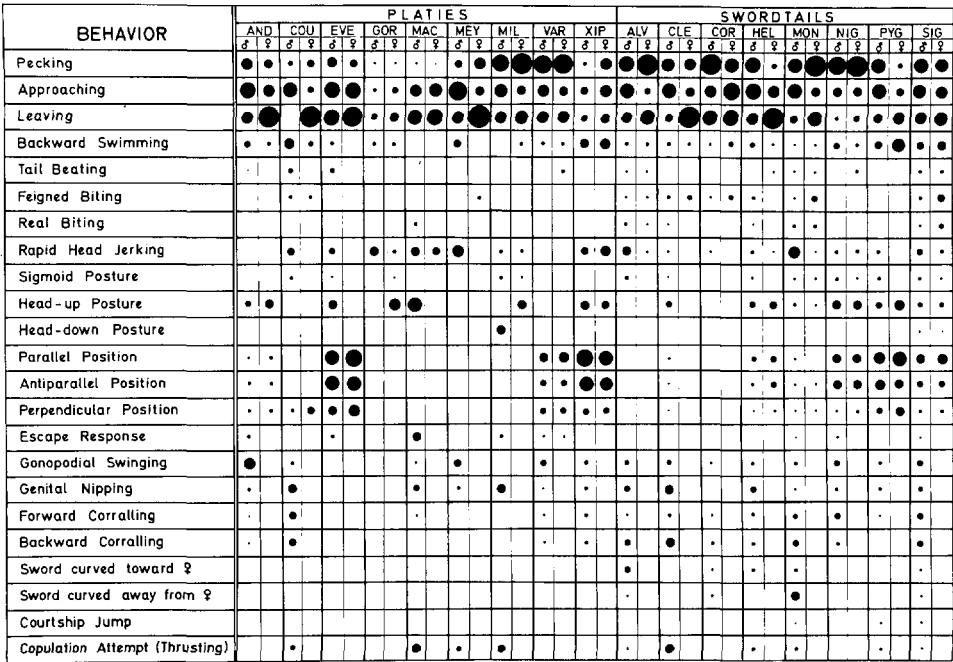 BEHAVIOR
PLATIES SWORDTAILS
AND COU EVE GOR MAC MEY MIL VAR XIP ALV CLE COR HEL MON NIG PYG SIG
♂ ♀ ♂ ♀ ♂ ♀ ♂ ♀ ♂ ♀ ♂ ♀ ♂ ♀ ♂ ♀ ♂ ♀ ♂ ♀ ♂ ♀ ♂ ♀ ♂ ♀ ♂ ♀ ♂ ♀ ♂ ♀ ♂ ♀
Pecking
Approaching
Leaving
Backward Swimming
Tail Beating
Feigned Biting
Real Biting
Rapid Head Jerking
Sigmoid Posture
Head-up Posture
Head-down Posture
Parallel Position
Antiparallel Position
Perpendicular Position
Escape Response
Gonopodial Swinging
Genital Nipping
Forward Corralling
Backward Corralling
Sword curved toward ♀
Sword curved away from ♀
Courtship Jump
Copulation Attempt (Thrusting)